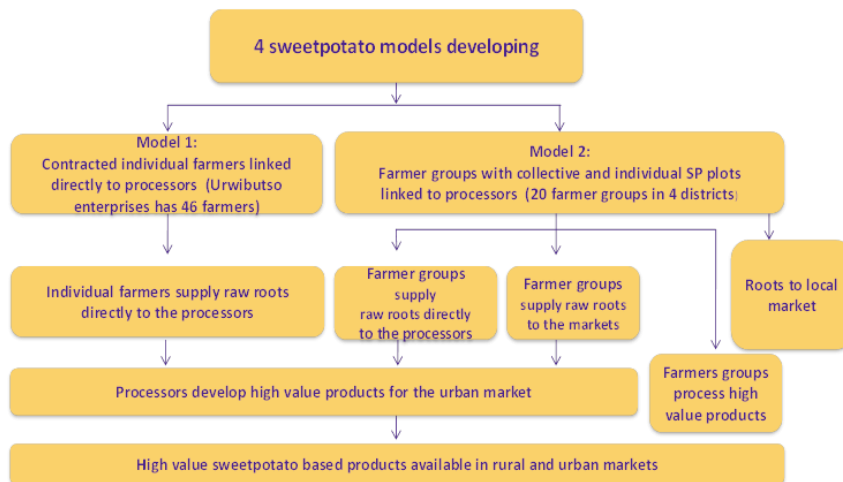 4 sweetpotato models developing
Model 1:
Contracted individual farmers linked
directly to processors (Urwibutso
enterprises has 46 farmers)
Model 2:
Farmer groups with collective and individual SP plots
linked to processors (20 farmer groups in 4 districts)
Individual farmers supply raw roots
directly to the processors
Farmer groups
supply
raw roots directly
to the processors
Farmer groups
supply raw roots
to the markets
Roots to local
market
Processors develop high value products for the urban market
Farmers groups
process high
value products
High value sweetpotato based products available in rural and urban markets